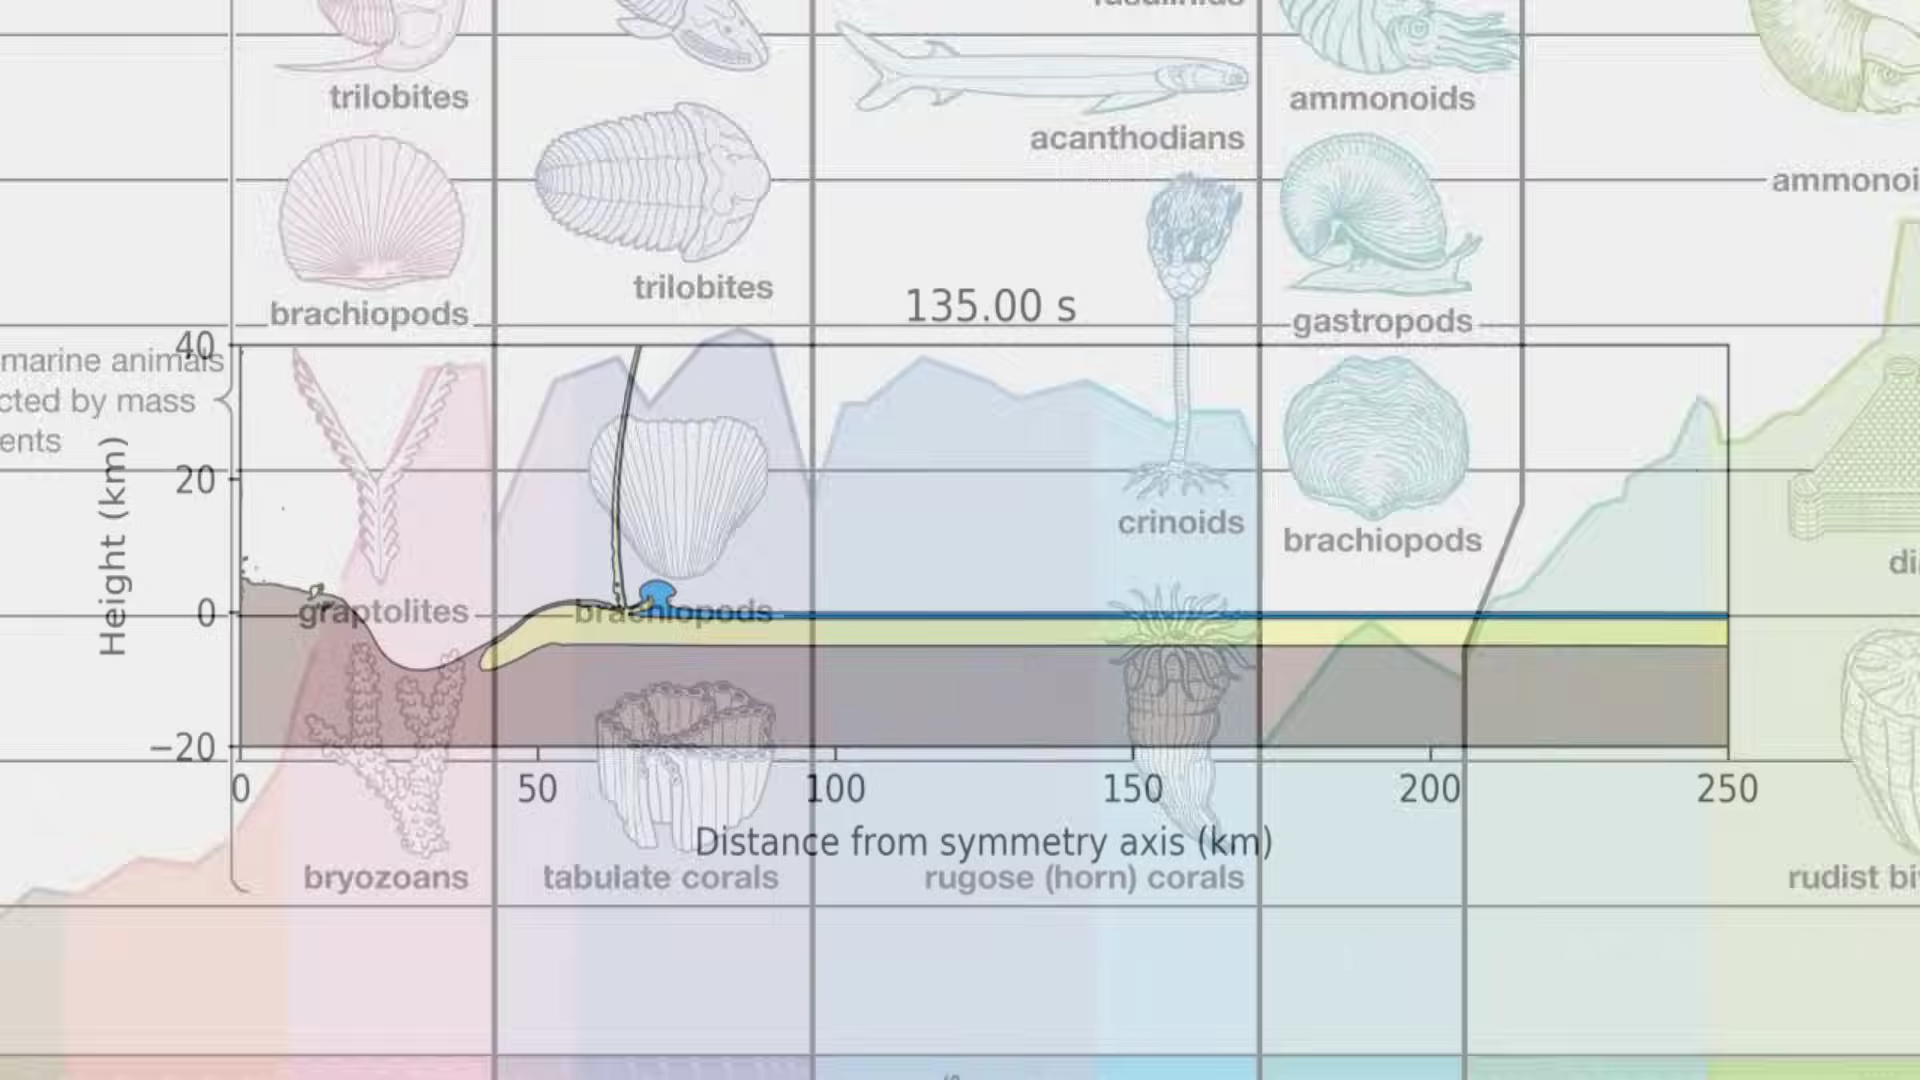 trilobites
ammonoids
acanthodians
ammonoi
trilobites
135.00 s
brachiopods
gastropods
40
marine animals
cted by mass
ents
20
crinoids
brachiopods
di
0
graptolites
brachiopods
Height (km)
−20
0
50
100
150
200
250
Distance from symmetry axis (km)
bryozoans
tabulate corals
rugose (horn) corals
rudist bi